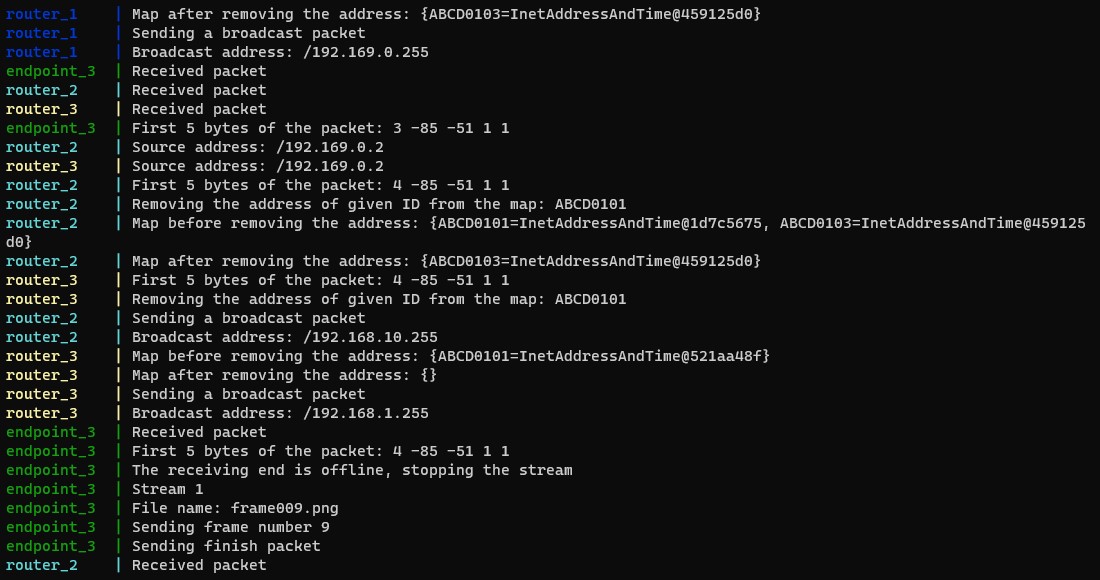 router_1    | Map after removing the address: {ABCD0103=InetAddressAndTime@459125d0}
router_1    | Sending a broadcast packet
router_1    | Broadcast address: /192.169.0.255
endpoint_3  | Received packet
router_2    | Received packet
router_3    | Received packet
endpoint_3  | First 5 bytes of the packet: 3 -85 -51 1 1
router_2    | Source address: /192.169.0.2
router_3    | Source address: /192.169.0.2
router_2    | First 5 bytes of the packet: 4 -85 -51 1 1
router_2    | Removing the address of given ID from the map: ABCD0101
router_2    | Map before removing the address: {ABCD0101=InetAddressAndTime@1d7c5675, ABCD0103=InetAddressAndTime@459125
d0}
router_2    | Map after removing the address: {ABCD0103=InetAddressAndTime@459125d0}
router_3    | First 5 bytes of the packet: 4 -85 -51 1 1
router_3    | Removing the address of given ID from the map: ABCD0101
router_2    | Sending a broadcast packet
router_2    | Broadcast address: /192.168.10.255
router_3    | Map before removing the address: {ABCD0101=InetAddressAndTime@521aa48f}
router_3    | Map after removing the address: {}
router_3    | Sending a broadcast packet
router_3    | Broadcast address: /192.168.1.255
endpoint_3  | Received packet
endpoint_3  | First 5 bytes of the packet: 4 -85 -51 1 1
endpoint_3  | The receiving end is offline, stopping the stream
endpoint_3  | Stream 1
endpoint_3  | File name: frame009.png
endpoint_3  | Sending frame number 9
endpoint_3  | Sending finish packet
router_2    | Received packet